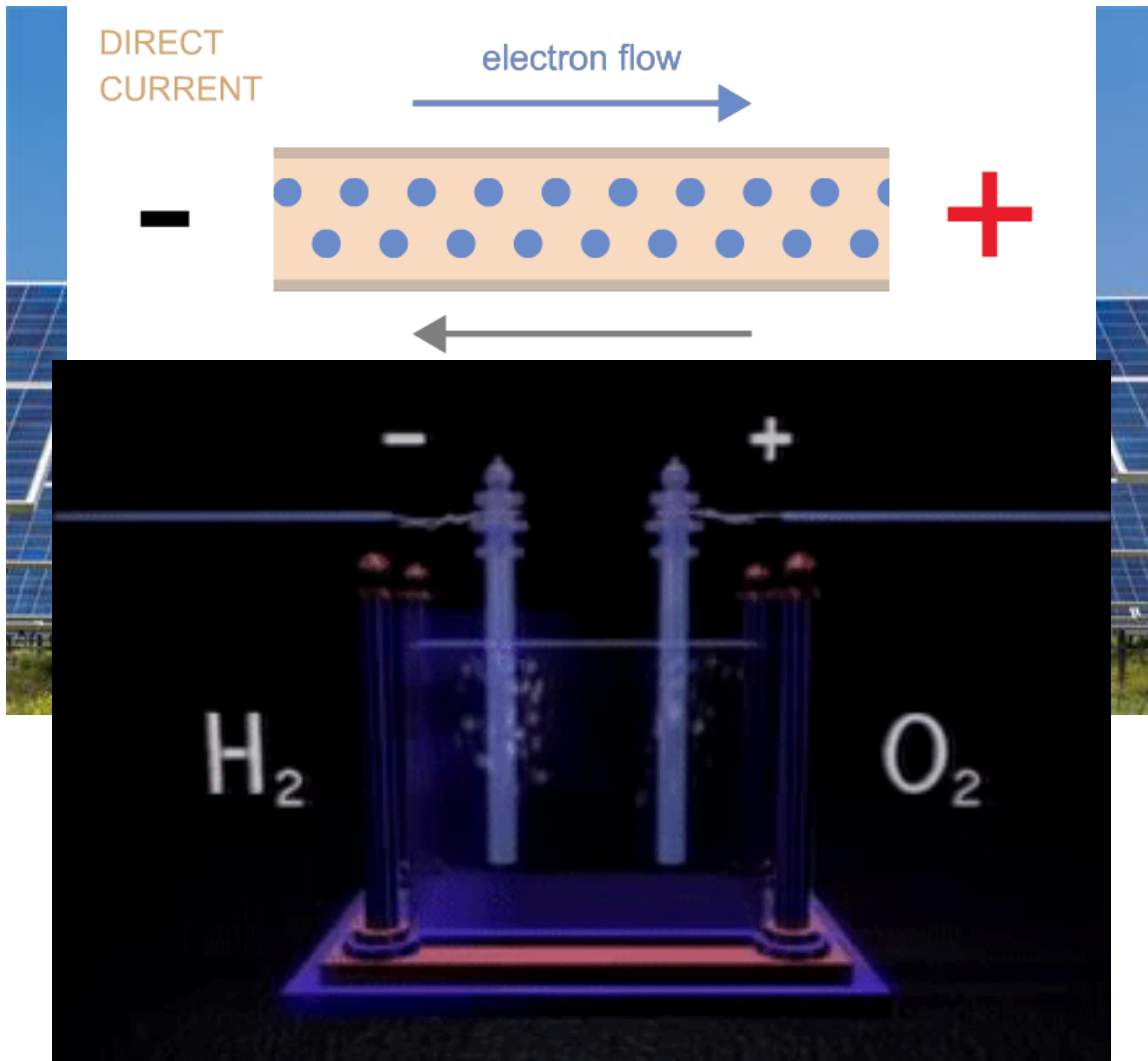 DIRECT
CURRENT
electron flow
-
+
-
+
H₂
O₂